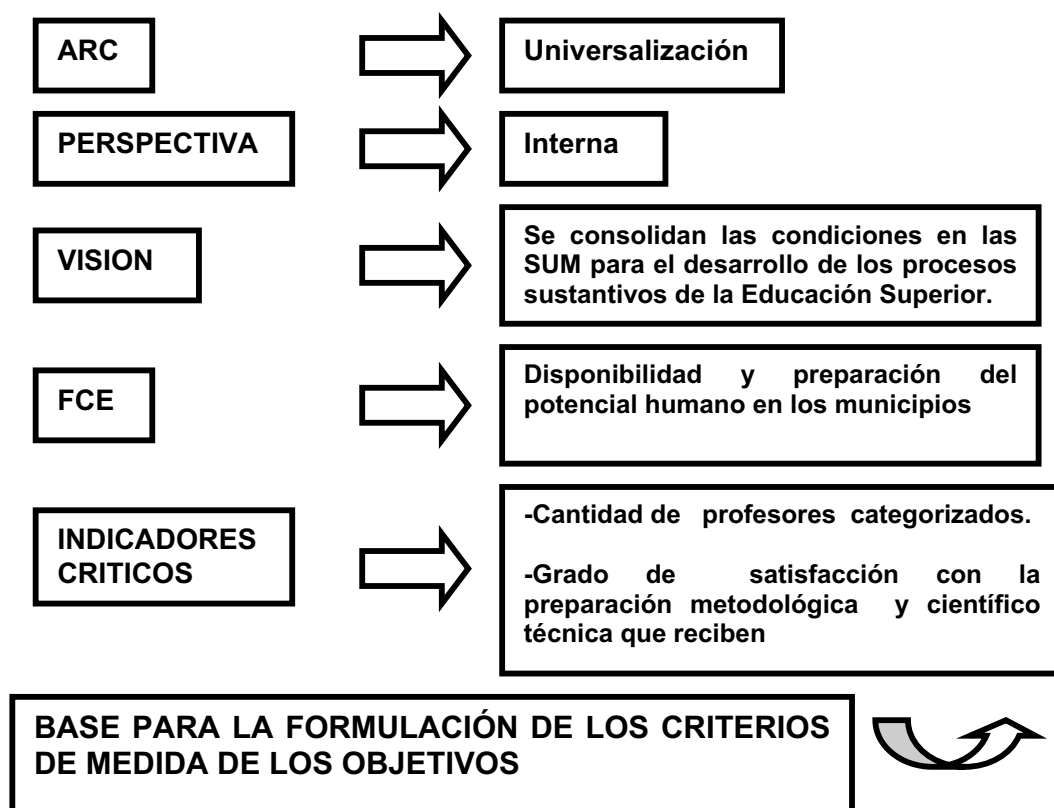 ARC
Universalización
PERSPECTIVA
Interna
VISION
Se consolidan las condiciones en las
SUM para el desarrollo de los procesos
sustantivos de la Educación Superior.
FCE
Disponibilidad y preparación del
potencial humano en los municipios
INDICADORES
CRITICOS
-Cantidad de profesores categorizados.
-Grado de satisfacción con la
preparación metodológica y científico
técnica que reciben
BASE PARA LA FORMULACIÓN DE LOS CRITERIOS
DE MEDIDA DE LOS OBJETIVOS